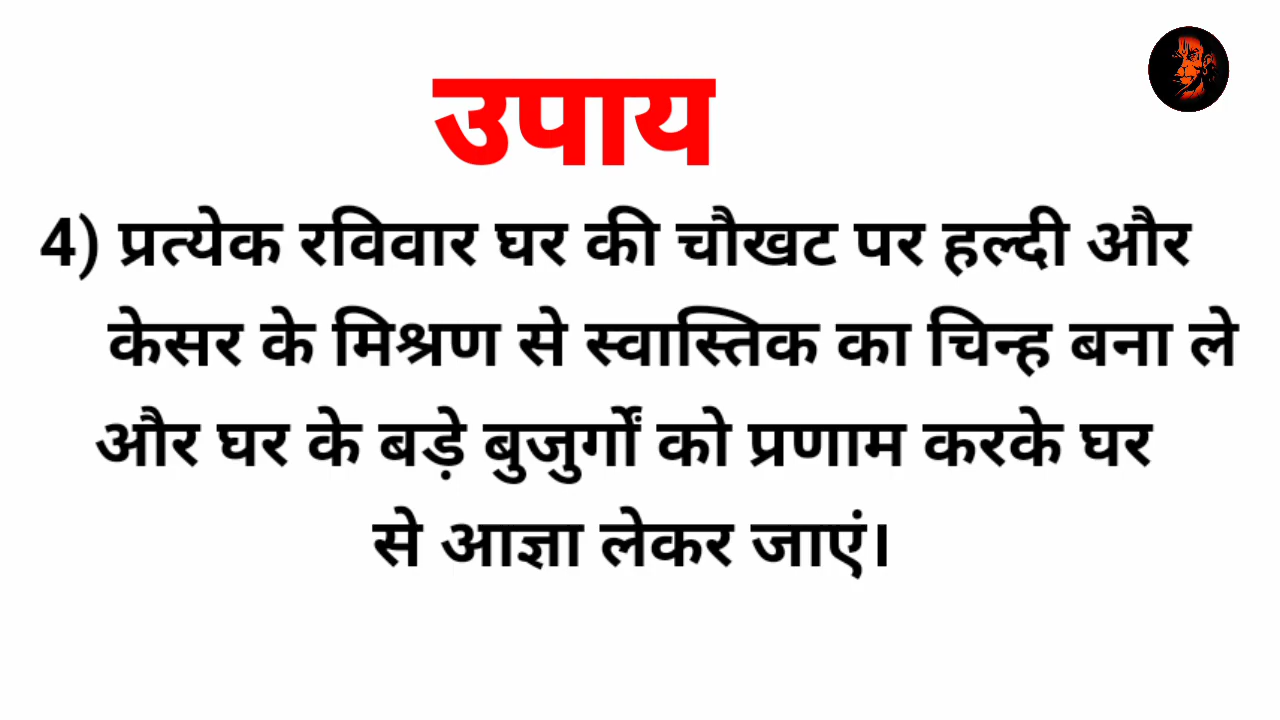 उपाय
4) प्रत्येक रविवार घर की चौखट पर हल्दी और
केसर के मिश्रण से स्वास्तिक का चिन्ह बना ले
और घर के बड़े बुजुर्गों को प्रणाम करके घर
से आज्ञा लेकर जाएं।